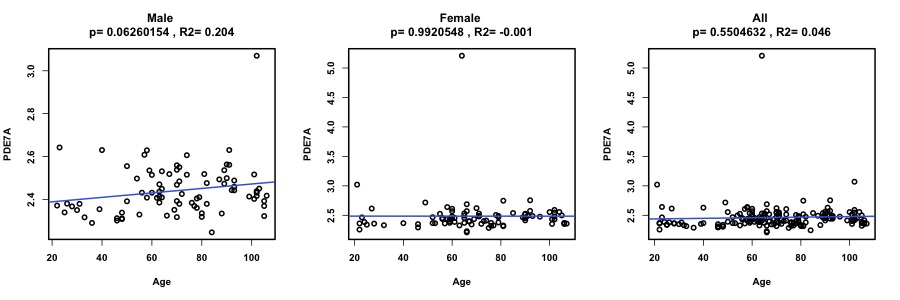 Male
p= 0.06260154 , R2= 0.204
PDE7A
3.0
2.8
2.6
2.4
20 40 60 80 100
Age
Female
p= 0.9920548 , R2= -0.001
PDE7A
5.0
4.5
4.0
3.5
3.0
2.5
20 40 60 80 100
Age
All
p= 0.5504632 , R2= 0.046
PDE7A
5.0
4.5
4.0
3.5
3.0
2.5
20 40 60 80 100
Age